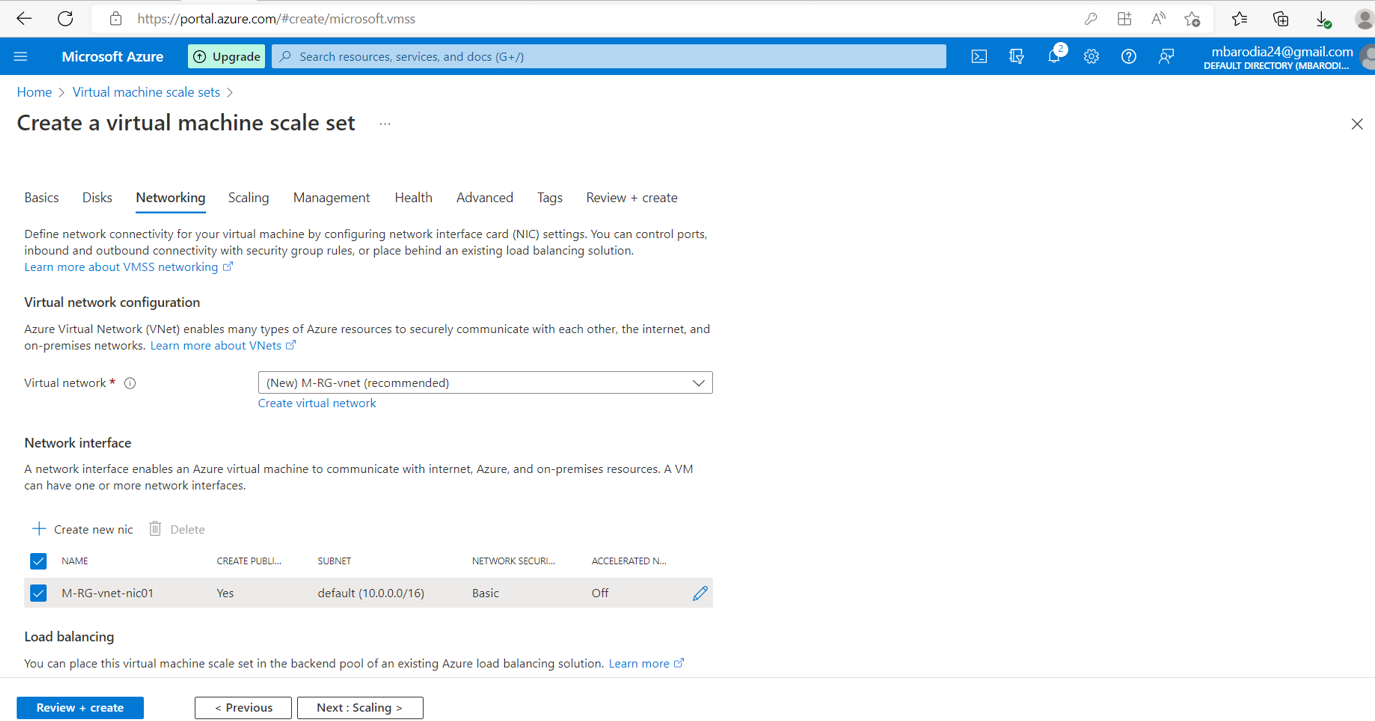 https://portal.azure.com/#create/microsoft.vmss
Microsoft Azure
Upgrade
Search resources, services, and docs (G+/)
2
mbarodia24@gmail.com
DEFAULT DIRECTORY (MBARODI...
Home > Virtual machine scale sets >
Create a virtual machine scale set ...
Basics Disks Networking Scaling Management Health Advanced Tags Review + create
Define network connectivity for your virtual machine by configuring network interface card (NIC) settings. You can control ports,
inbound and outbound connectivity with security group rules, or place behind an existing load balancing solution.
Learn more about VMSS networking
Virtual network configuration
Azure Virtual Network (VNet) enables many types of Azure resources to securely communicate with each other, the internet, and
on-premises networks. Learn more about VNets
Virtual network *
(New) M-RG-vnet (recommended)
Create virtual network
Network interface
A network interface enables an Azure virtual machine to communicate with internet, Azure, and on-premises resources. A VM
can have one or more network interfaces.
Create new nic Delete
NAME CREATE PUBLI... SUBNET NETWORK SECURI... ACCELERATED N...
M-RG-vnet-nic01 Yes default (10.0.0.0/16) Basic Off
Load balancing
You can place this virtual machine scale set in the backend pool of an existing Azure load balancing solution. Learn more
Review + create < Previous Next : Scaling >